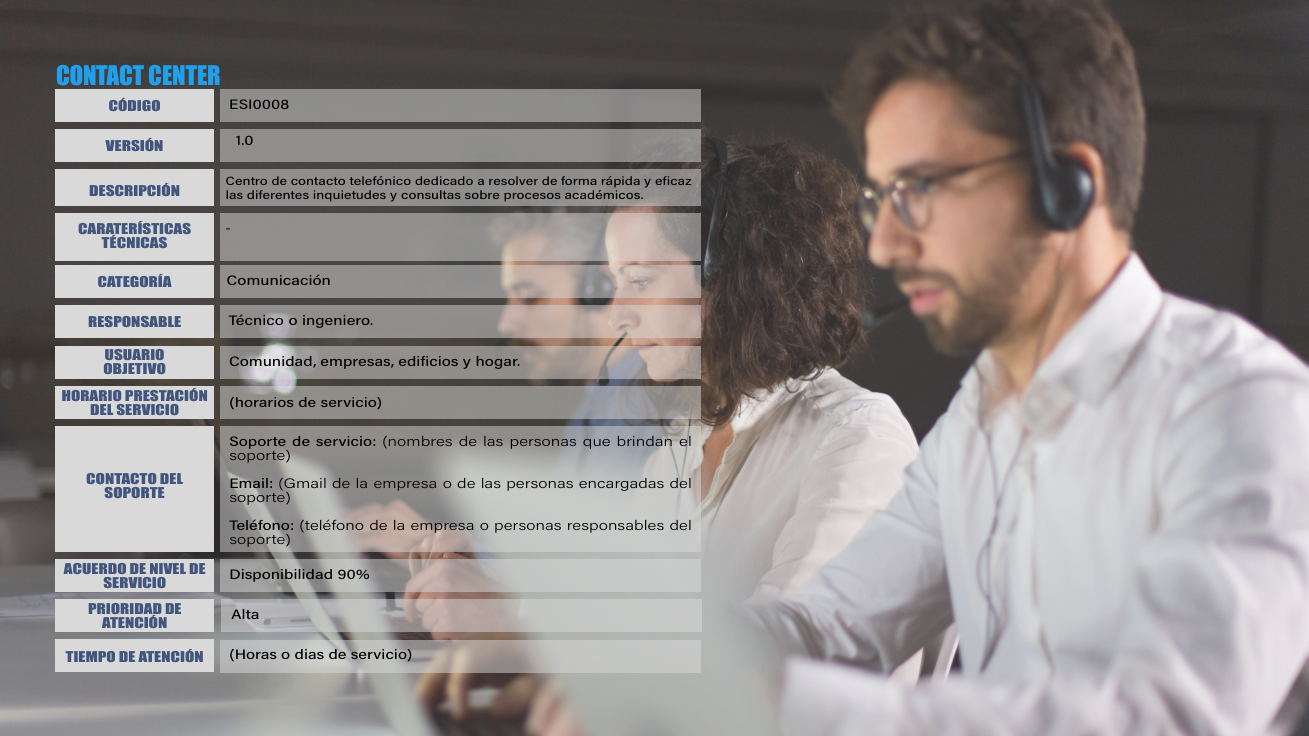 CONTACT CENTER
CÓDIGO
ESI0008
VERSIÓN
1.0
DESCRIPCIÓN
Centro de contacto telefónico dedicado a resolver de forma rápida y eficaz
las diferentes inquietudes y consultas sobre procesos académicos.
CARATERÍSTICAS
TÉCNICAS
-
CATEGORÍA
Comunicación
RESPONSABLE
Técnico o ingeniero.
USUARIO
OBJETIVO
Comunidad, empresas, edificios y hogar.
HORARIO PRESTACIÓN
DEL SERVICIO
(horarios de servicio)
CONTACTO DEL
SOPORTE
Soporte de servicio: (nombres de las personas que brindan el
soporte)
Email: (Gmail de la empresa o de las personas encargadas del
soporte)
Teléfono: (teléfono de la empresa o personas responsables del
soporte)
ACUERDO DE NIVEL DE
SERVICIO
Disponibilidad 90%
PRIORIDAD DE
ATENCIÓN
Alta
TIEMPO DE ATENCIÓN
(Horas o dias de servicio)